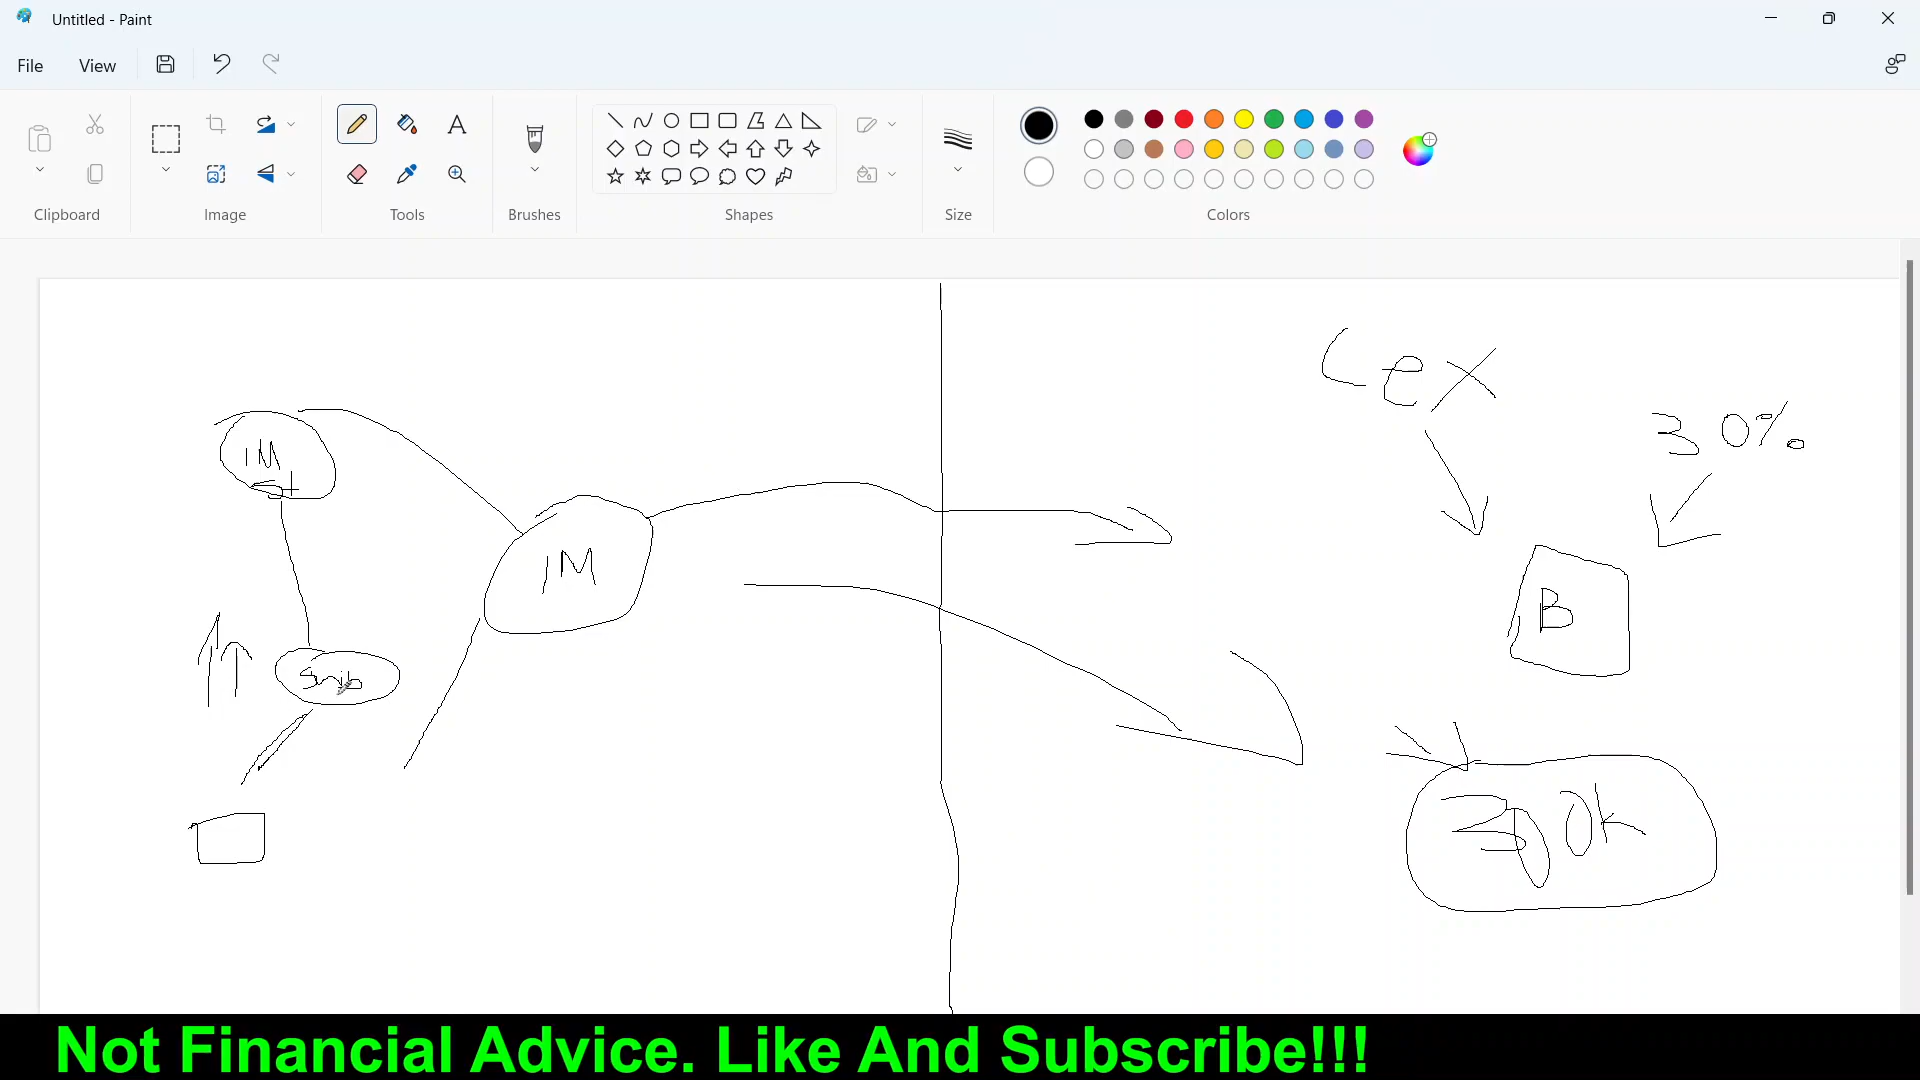 Untitled - Paint
File
View
Clipboard
Image
Tools
Brushes
Shapes
Size
Colors
Cex
30%
1M
1M
B
Not Financial Advice. Like And Subscribe!!!